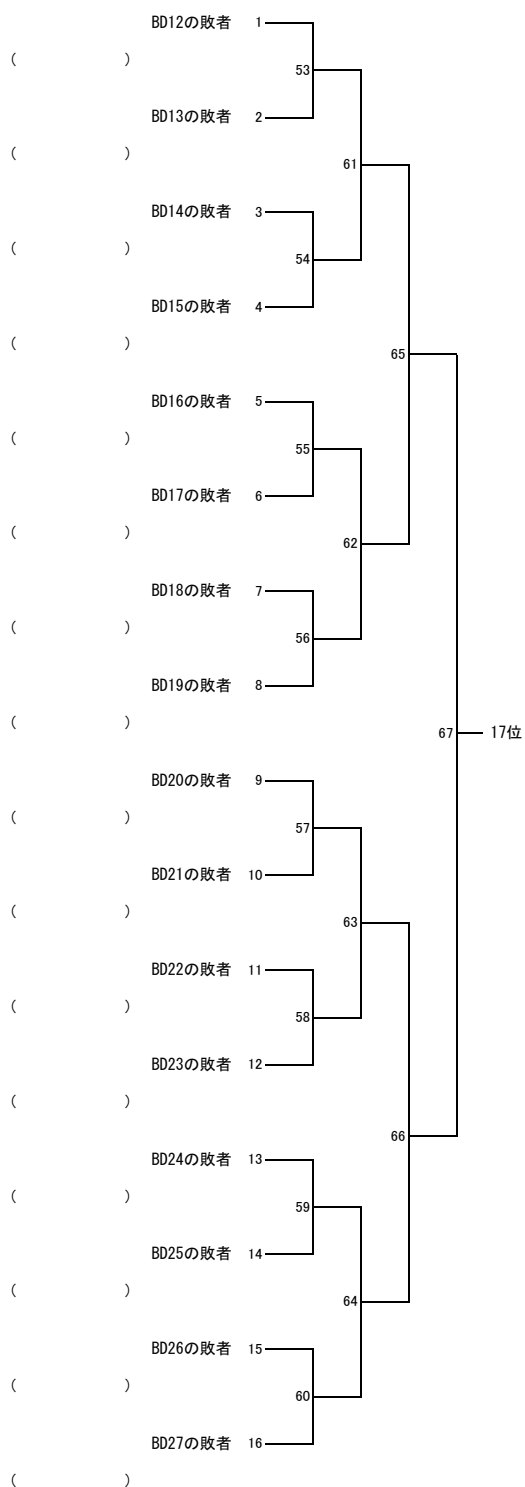 BD12の敗者 1
( )
53
BD13の敗者 2
( )
61
BD14の敗者 3
( )
54
BD15の敗者 4
( )
65
BD16の敗者 5
( )
55
BD17の敗者 6
( )
62
BD18の敗者 7
( )
56
BD19の敗者 8
( )
67 17位
BD20の敗者 9
( )
57
BD21の敗者 10
( )
63
BD22の敗者 11
( )
58
BD23の敗者 12
( )
66
BD24の敗者 13
( )
59
BD25の敗者 14
( )
64
BD26の敗者 15
( )
60
BD27の敗者 16
( )